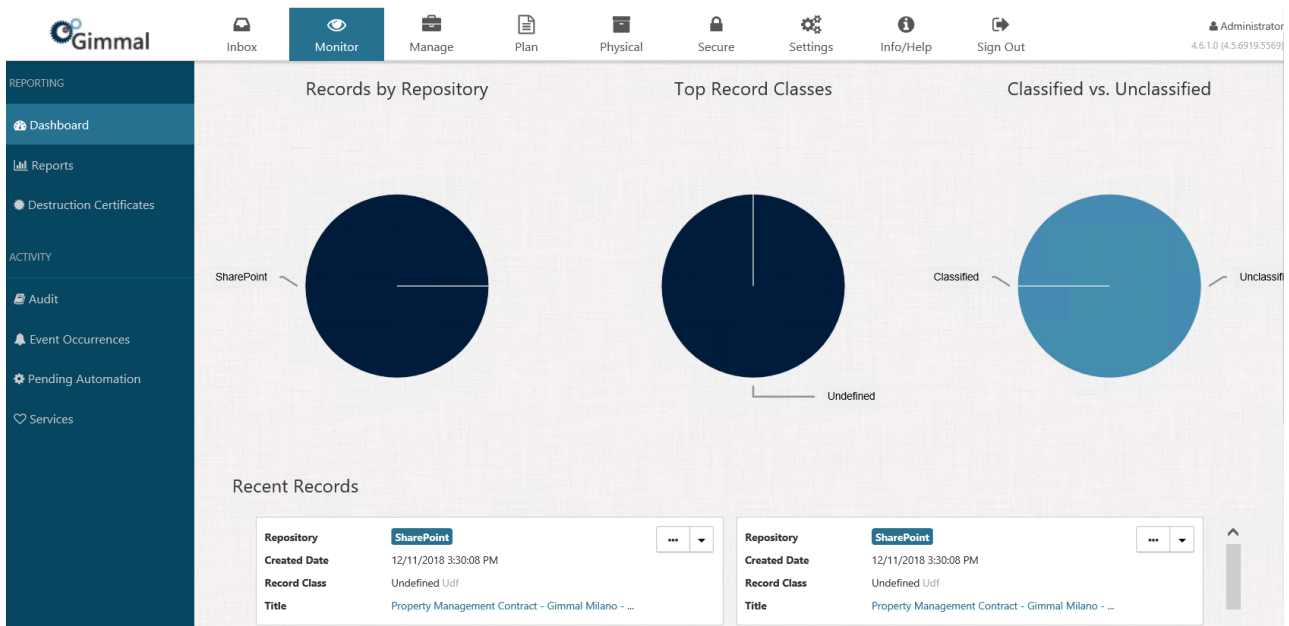 Gimmal
Inbox
Monitor
Manage
Plan
Physical
Secure
Settings
Info/Help
Sign Out
Administrator
4.6.1.0 (4.5.6919.5569)
REPORTING
Dashboard
Reports
Destruction Certificates
ACTIVITY
Audit
Event Occurrences
Pending Automation
Services
Records by Repository
SharePoint
Top Record Classes
Undefined
Classified vs. Unclassified
Classified
Unclassifi
Recent Records
Repository SharePoint
Created Date 12/11/2018 3:30:08 PM
Record Class Undefined Udf
Title Property Management Contract - Gimmal Milano - ...
Repository SharePoint
Created Date 12/11/2018 3:30:08 PM
Record Class Undefined Udf
Title Property Management Contract - Gimmal Milano - ...